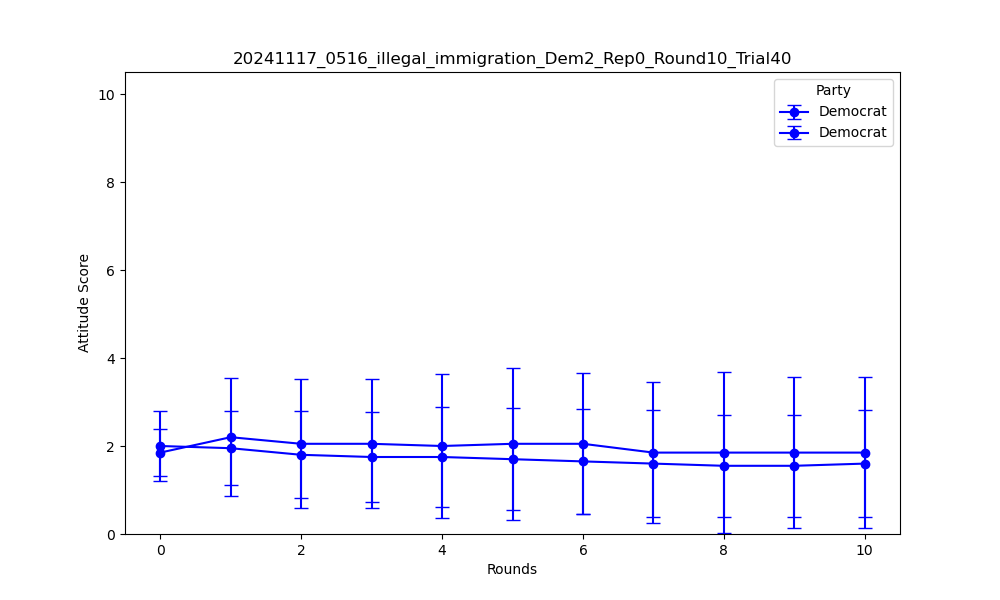 20241117_0516_illegal_immigration_Dem2_Rep0_Round10_Trial40
Party
Democrat
Democrat
10
8
6
4
2
0
Attitude Score
0 2 4 6 8 10
Rounds